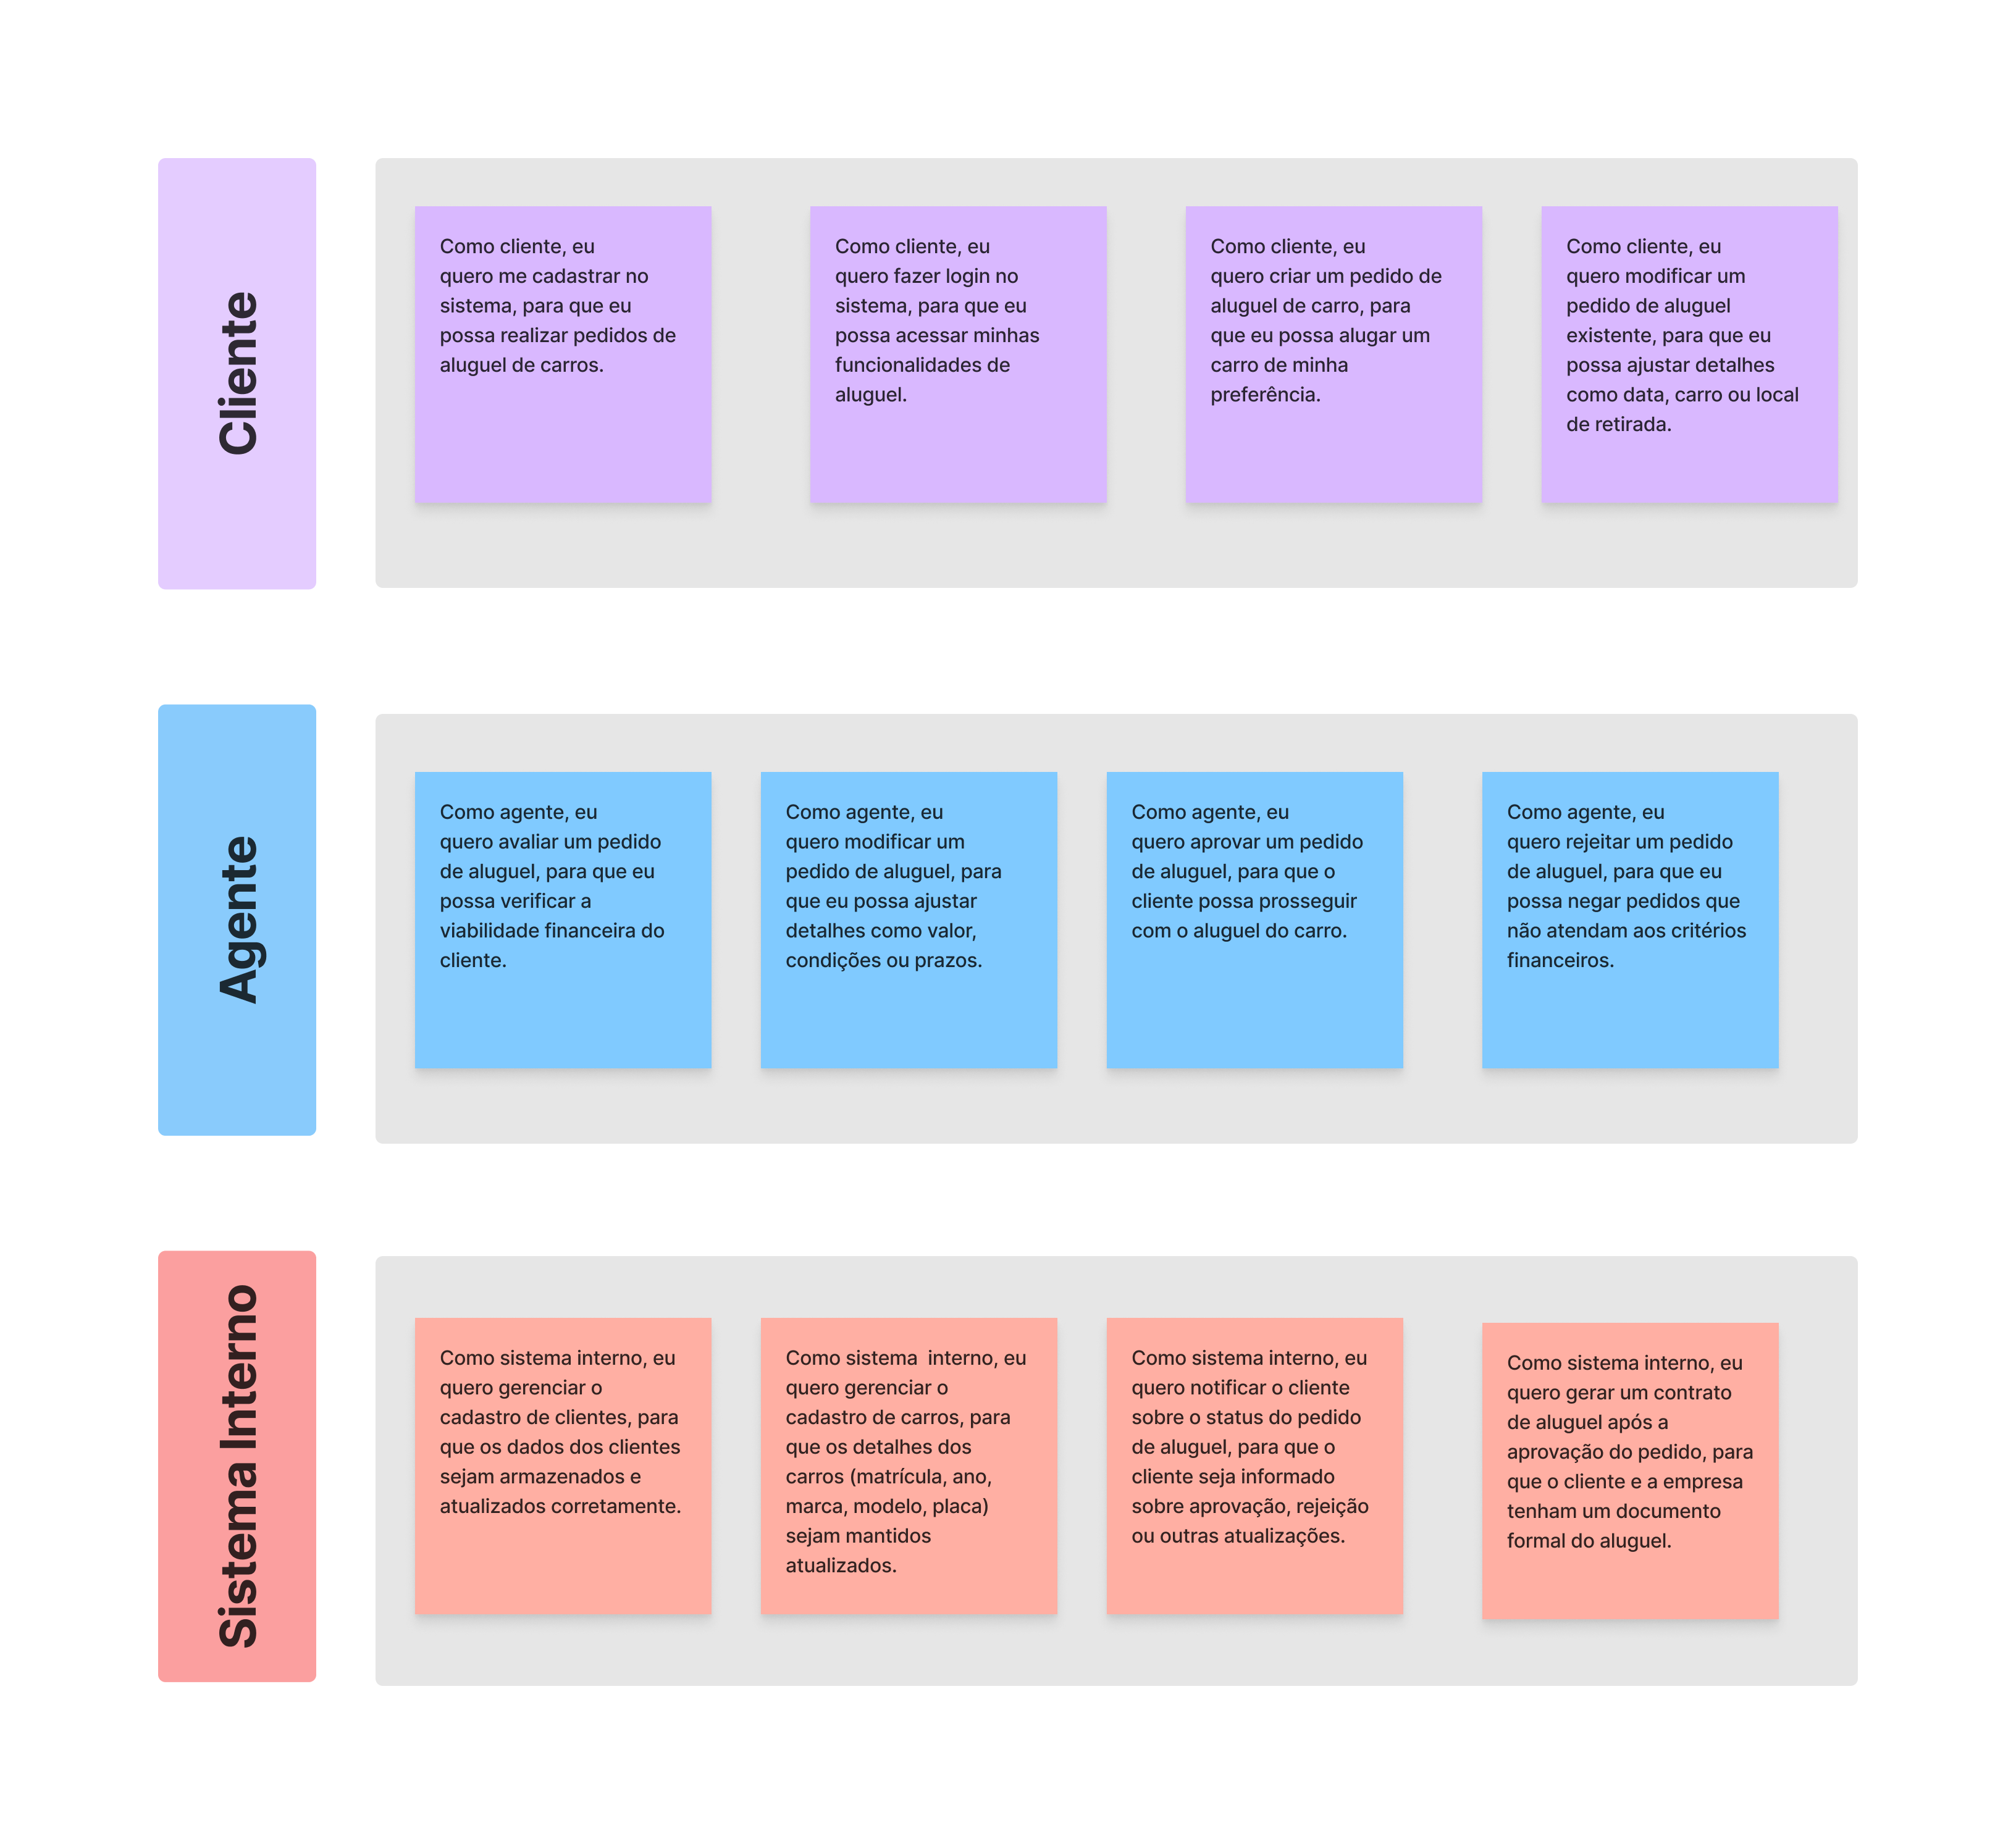 Cliente
Como cliente, eu
quero me cadastrar no
sistema, para que eu
possa realizar pedidos de
aluguel de carros.
Como cliente, eu
quero fazer login no
sistema, para que eu
possa acessar minhas
funcionalidades de
aluguel.
Como cliente, eu
quero criar um pedido de
aluguel de carro, para
que eu possa alugar um
carro de minha
preferência.
Como cliente, eu
quero modificar um
pedido de aluguel
existente, para que eu
possa ajustar detalhes
como data, carro ou local
de retirada.
Agente
Como agente, eu
quero avaliar um pedido
de aluguel, para que eu
possa verificar a
viabilidade financeira do
cliente.
Como agente, eu
quero modificar um
pedido de aluguel, para
que eu possa ajustar
detalhes como valor,
condições ou prazos.
Como agente, eu
quero aprovar um pedido
de aluguel, para que o
cliente possa prosseguir
com o aluguel do carro.
Como agente, eu
quero rejeitar um pedido
de aluguel, para que eu
possa negar pedidos que
não atendam aos critérios
financeiros.
Sistema Interno
Como sistema interno, eu
quero gerenciar o
cadastro de clientes, para
que os dados dos clientes
sejam armazenados e
atualizados corretamente.
Como sistema  interno, eu
quero gerenciar o
cadastro de carros, para
que os detalhes dos
carros (matrícula, ano,
marca, modelo, placa)
sejam mantidos
atualizados.
Como sistema interno, eu
quero notificar o cliente
sobre o status do pedido
de aluguel, para que o
cliente seja informado
sobre aprovação, rejeição
ou outras atualizações.
Como sistema interno, eu
quero gerar um contrato
de aluguel após a
aprovação do pedido, para
que o cliente e a empresa
tenham um documento
formal do aluguel.